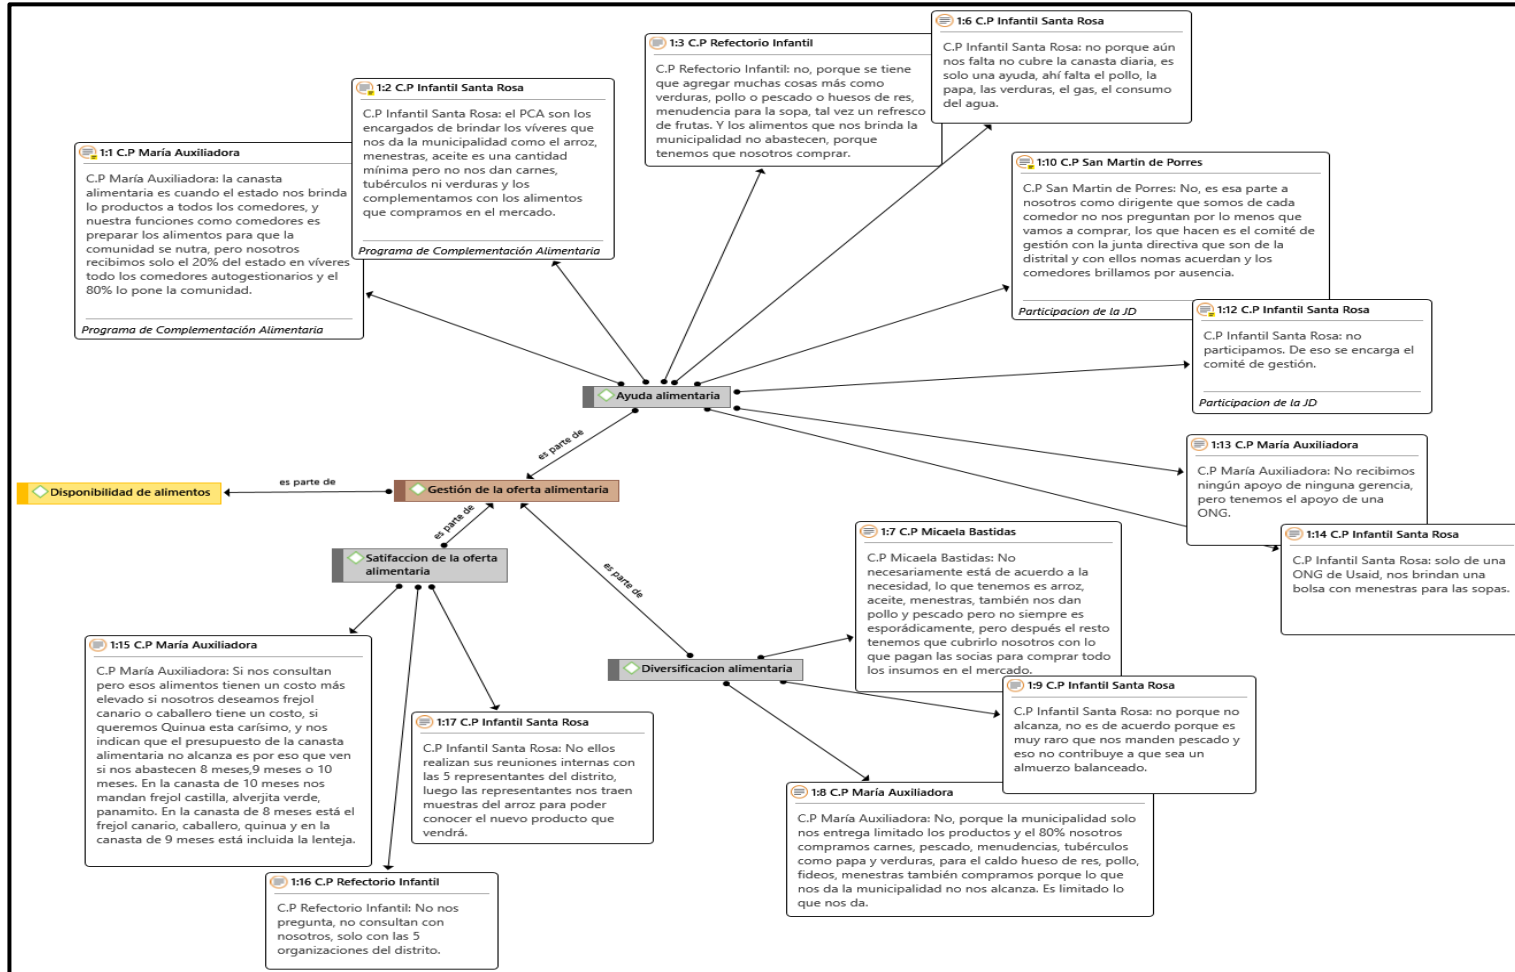 1:6 C.P Infantil Santa Rosa
C.P Infantil Santa Rosa: no porque aún
nos falta no cubre la canasta diaria, es
solo una ayuda, ahí falta el pollo, la
papa, las verduras, el gas, el consumo
del agua.
1:3 C.P Refectorio Infantil
C.P Refectorio Infantil: no, porque se tiene
que agregar muchas cosas más como
verduras, pollo o pescado o huesos de res,
menudencia para la sopa, tal vez un refresco
de frutas. Y los alimentos que nos brinda la
municipalidad no abastecen, porque
tenemos que nosotros comprar.
1:2 C.P Infantil Santa Rosa
C.P Infantil Santa Rosa: el PCA son los
encargados de brindar los víveres que
nos da la municipalidad como el arroz,
menestras, aceite es una cantidad
mínima pero no nos dan carnes,
tubérculos ni verduras y los
complementamos con los alimentos
que compramos en el mercado.
Programa de Complementación Alimentaria
1:1 C.P María Auxiliadora
C.P María Auxiliadora: la canasta
alimentaria es cuando el estado nos brinda
lo productos a todos los comedores, y
nuestra funciones como comedores es
preparar los alimentos para que la
comunidad se nutra, pero nosotros
recibimos solo el 20% del estado en víveres
todo los comedores autogestionarios y el
80% lo pone la comunidad.
Programa de Complementación Alimentaria
1:10 C.P San Martín de Porres
C.P San Martin de Porres: No, es esa parte a
nosotros como dirigente que somos de cada
comedor no nos preguntan por lo menos que
vamos a comprar, los que hacen es el comité de
gestión con la junta directiva que son de la
distrital y con ellos nomas acuerdan y los
comedores brillamos por ausencia.
Participacion de la JD
1:12 C.P Infantil Santa Rosa
C.P Infantil Santa Rosa: no
participamos. De eso se encarga el
comité de gestión.
Participacion de la JD
Ayuda alimentaria
es parte de
1:13 C.P María Auxiliadora
C.P María Auxiliadora: No recibimos
ningún apoyo de ninguna gerencia,
pero tenemos el apoyo de una
ONG.
1:14 C.P Infantil Santa Rosa
C.P Infantil Santa Rosa: solo de una
ONG de Usaid, nos brindan una
bolsa con menestras para las sopas.
Disponibilidad de alimentos
es parte de
Gestión de la oferta alimentaria
es parte de
Satifaccion de la oferta
alimentaria
es parte de
1:7 C.P Micaela Bastidas
C.P Micaela Bastidas: No
necesariamente está de acuerdo a la
necesidad, lo que tenemos es arroz,
aceite, menestras, también nos dan
pollo y pescado pero no siempre es
esporádicamente, pero después el resto
tenemos que cubrirlo nosotros con lo
que pagan las socias para comprar todo
los insumos en el mercado.
Diversificacion alimentaria
1:9 C.P Infantil Santa Rosa
C.P Infantil Santa Rosa: no porque no
alcanza, no es de acuerdo porque es
muy raro que nos manden pescado y
eso no contribuye a que sea un
almuerzo balanceado.
1:15 C.P María Auxiliadora
C.P María Auxiliadora: Si nos consultan
pero esos alimentos tienen un costo más
elevado si nosotros deseamos frejol
canario o caballero tiene un costo, si
queremos Quinua esta carísimo, y nos
indican que el presupuesto de la canasta
alimentaria no alcanza es por eso que ven
si nos abastecen 8 meses,9 meses o 10
meses. En la canasta de 10 meses nos
mandan frejol castilla, alverjita verde,
panamito. En la canasta de 8 meses está el
frejol canario, caballero, quinua y en la
canasta de 9 meses está incluida la lenteja.
1:17 C.P Infantil Santa Rosa
C.P Infantil Santa Rosa: No ellos
realizan sus reuniones internas con
las 5 representantes del distrito,
luego las representantes nos traen
muestras del arroz para poder
conocer el nuevo producto que
vendrá.
1:8 C.P María Auxiliadora
C.P María Auxiliadora: No, porque la municipalidad solo
nos entrega limitado los productos y el 80% nosotros
compramos carnes, pescado, menudencias, tubérculos
como papa y verduras, para el caldo hueso de res, pollo,
fideos, menestras también compramos porque lo que
nos da la municipalidad no nos alcanza. Es limitado lo
que nos da.
1:16 C.P Refectorio Infantil
C.P Refectorio Infantil: No nos
pregunta, no consultan con
nosotros, solo con las 5
organizaciones del distrito.